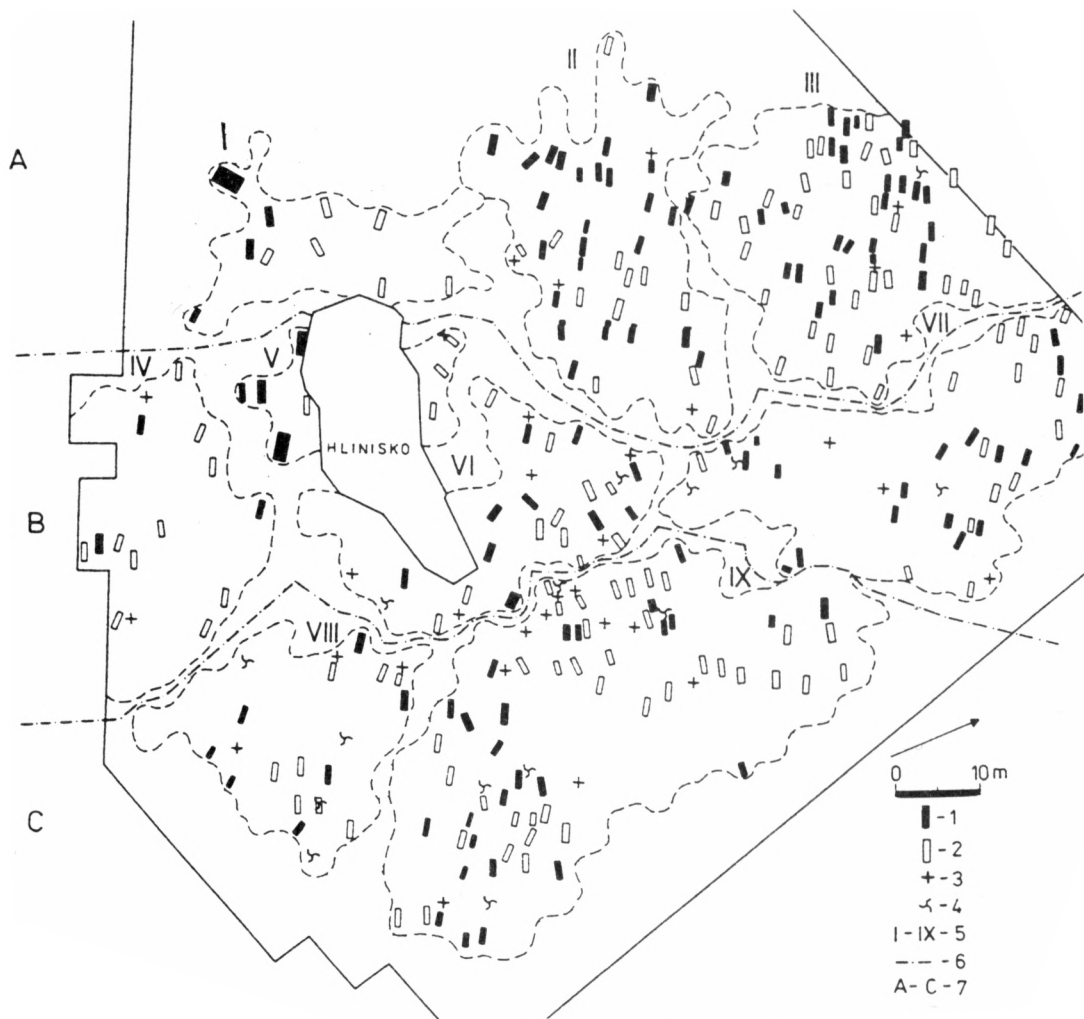 II
III
I
A
VII
IV
V
HLINISKO
VI
B
IX
VIII
0 10 m
- 1
- 2
+ - 3
- 4
C
I - IX - 5
- 6
A - C - 7